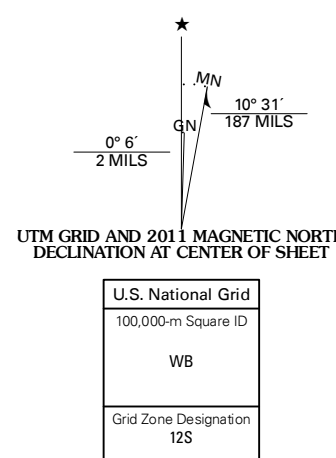 ★
MN
GN
0° 6´
2 MILS
10° 31´
187 MILS
UTM GRID AND 2011 MAGNETIC NORT
DECLINATION AT CENTER OF SHEET
U.S. National Grid
100,000-m Square ID
WB
Grid Zone Designation
12S